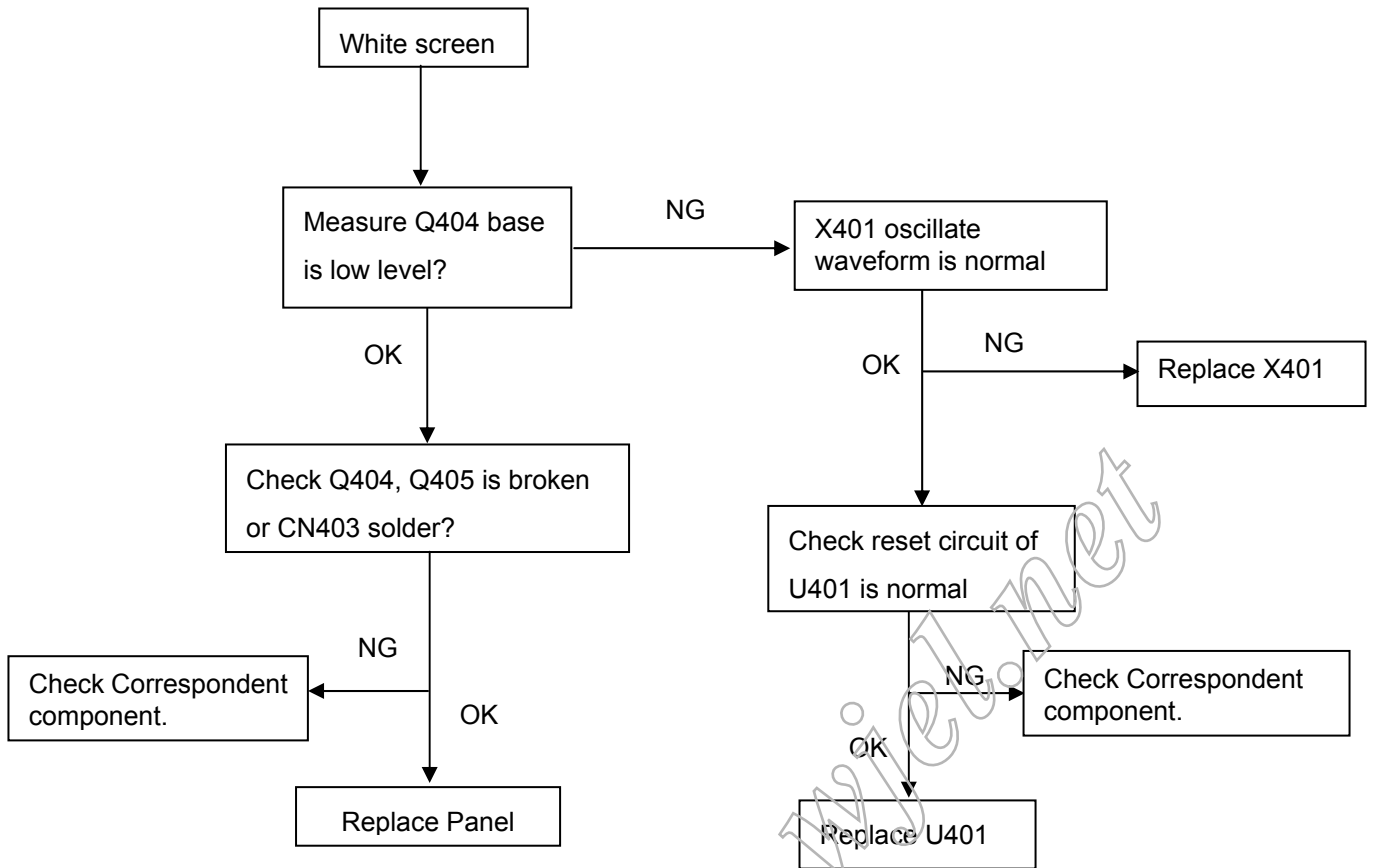 White screen
Measure Q404 base
is low level?
NG
X401 oscillate
waveform is normal
OK
OK
NG
Replace X401
Check Q404, Q405 is broken
or CN403 solder?
Check reset circuit of
U401 is normal
NG
Check Correspondent
component.
OK
NG
Check Correspondent
component.
OK
Replace Panel
Replace U401
wjel.net